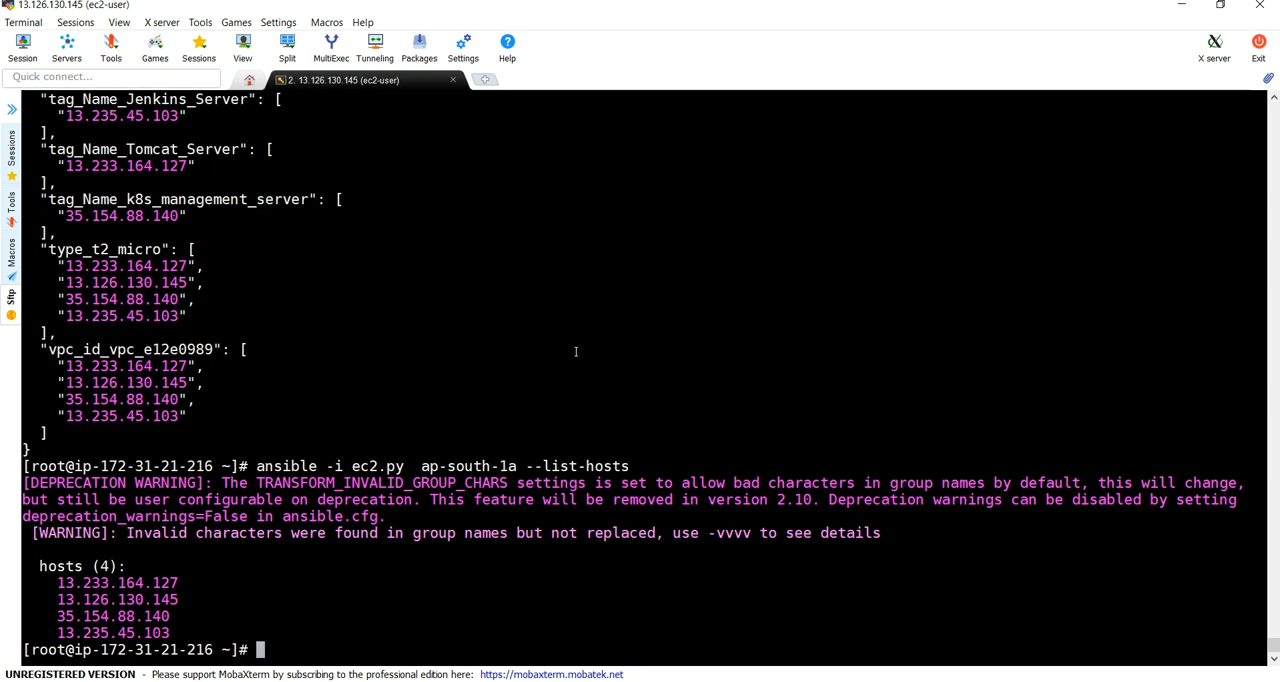 13.126.130.145 (ec2-user)
Terminal Sessions View X server Tools Games Settings Macros Help
Session Servers Tools Games Sessions View Split MultiExec Tunneling Packages Settings Help X server Exit
Quick connect... 2. 13.126.130.145 (ec2-user)
Sessions
Tools
Macros
Sftp
"tag_Name_Jenkins_Server": [
"13.235.45.103"
],
"tag_Name_Tomcat_Server": [
"13.233.164.127"
],
"tag_Name_k8s_management_server": [
"35.154.88.140"
],
"type_t2_micro": [
"13.233.164.127",
"13.126.130.145",
"35.154.88.140",
"13.235.45.103"
],
"vpc_id_vpc_e12e0989": [
"13.233.164.127",
"13.126.130.145",
"35.154.88.140",
"13.235.45.103"
]
}
[root@ip-172-31-21-216 ~]# ansible -i ec2.py  ap-south-1a --list-hosts
[DEPRECATION WARNING]: The TRANSFORM_INVALID_GROUP_CHARS settings is set to allow bad characters in group names by default, this will change,
but still be user configurable on deprecation. This feature will be removed in version 2.10. Deprecation warnings can be disabled by setting
deprecation_warnings=False in ansible.cfg.
[WARNING]: Invalid characters were found in group names but not replaced, use -vvvv to see details
hosts (4):
13.233.164.127
13.126.130.145
35.154.88.140
13.235.45.103
[root@ip-172-31-21-216 ~]#
UNREGISTERED VERSION - Please support MobaXterm by subscribing to the professional edition here: https://mobaxterm.mobatek.net